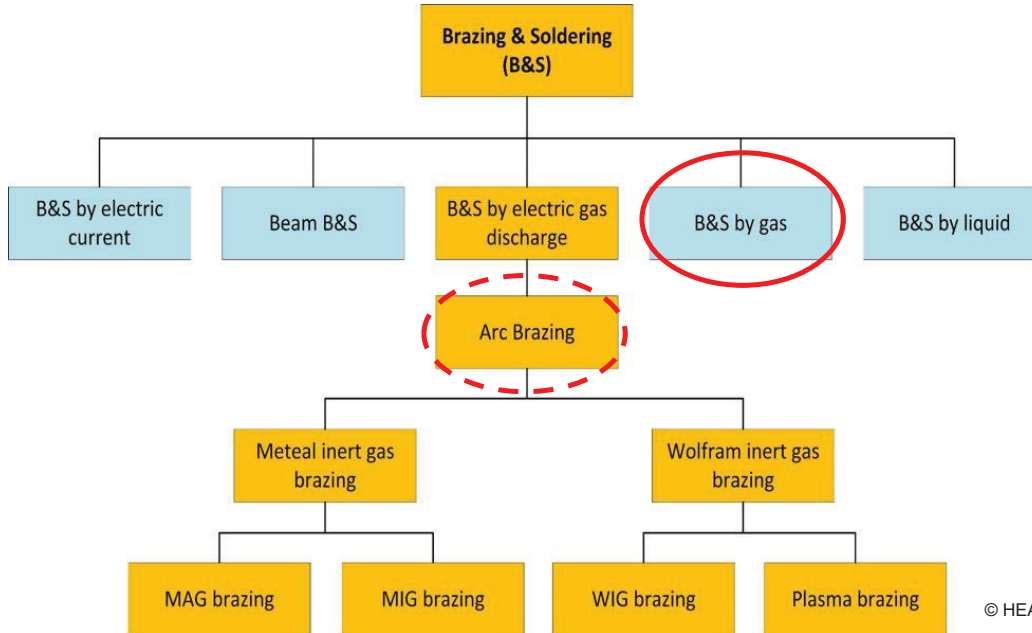 Brazing & Soldering
(B&S)
B&S by electric
current
Beam B&S
B&S by electric gas
discharge
B&S by gas
B&S by liquid
Arc Brazing
Meteal inert gas
brazing
Wolfram inert gas
brazing
MAG brazing
MIG brazing
WIG brazing
Plasma brazing
© HEA